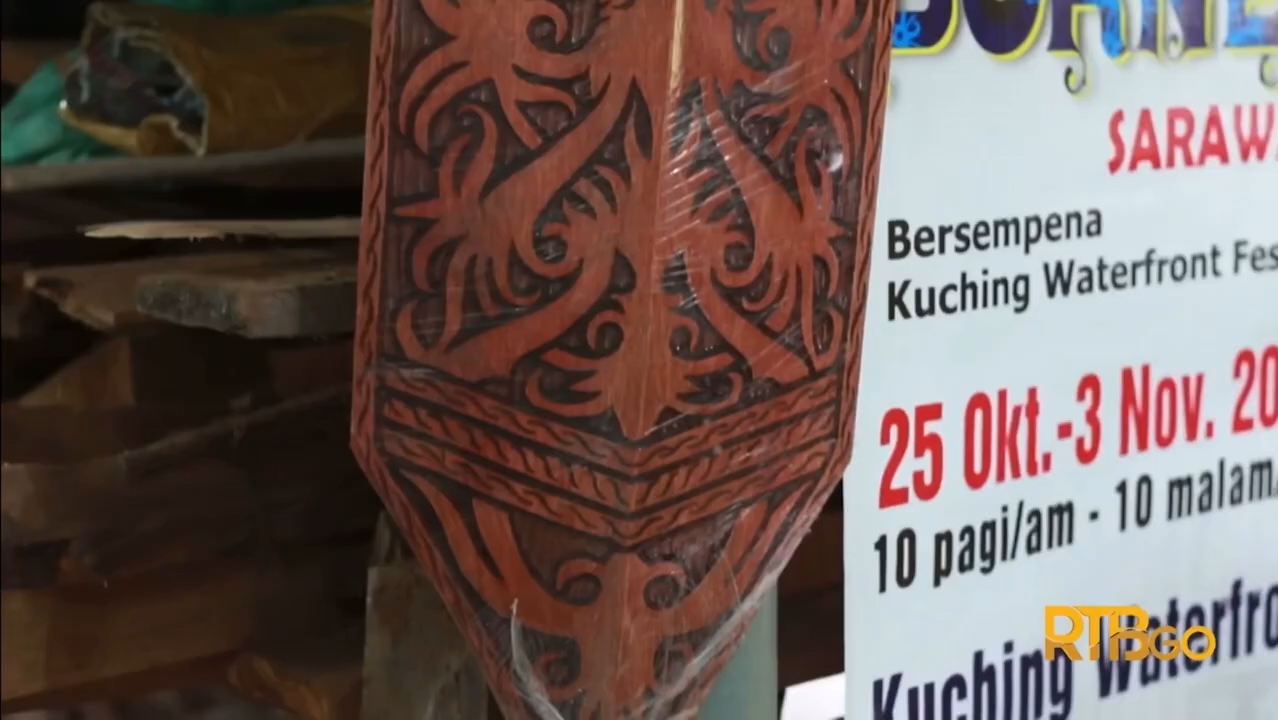 SARAW
Bersempena
Kuching Waterfront Fes
25 Okt.-3 Nov. 20
10 pagi/am - 10 malam
Kuching Waterfro
RTBGO